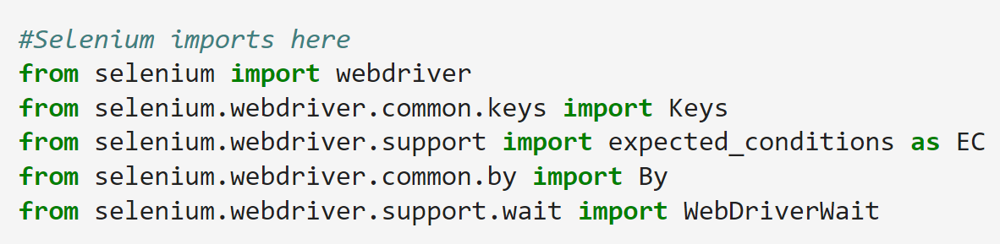 #Selenium imports here
from selenium import webdriver
from selenium.webdriver.common.keys import Keys
from selenium.webdriver.support import expected_conditions as EC
from selenium.webdriver.common.by import By
from selenium.webdriver.support.wait import WebDriverWait